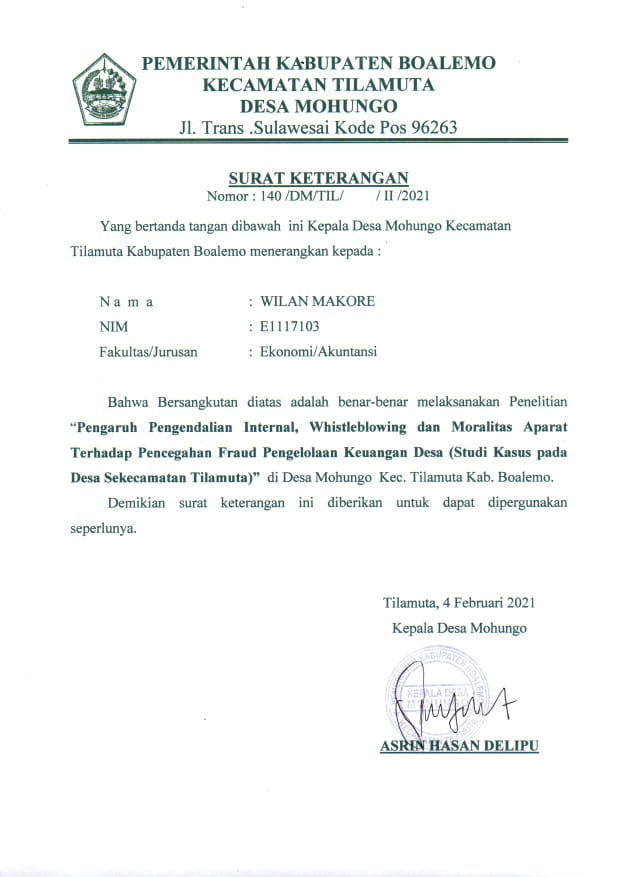 PEMERINTAH KABUPATEN BOALEMO
KECAMATAN TILAMUTA
DESA MOHUNGO
Jl. Trans .Sulawesai Kode Pos 96263
SURAT KETERANGAN
Nomor : 140 /DM/TIL/ / II /2021
Yang bertanda tangan dibawah ini Kepala Desa Mohungo Kecamatan
Tilamuta Kabupaten Boalemo menerangkan kepada :
N a m a : WILAN MAKORE
NIM : E1117103
Fakultas/Jurusan : Ekonomi/Akuntansi
Bahwa Bersangkutan diatas adalah benar-benar melaksanakan Penelitian
“Pengaruh Pengendalian Internal, Whistleblowing dan Moralitas Aparat
Terhadap Pencegahan Fraud Pengelolaan Keuangan Desa (Studi Kasus pada
Desa Sekecamatan Tilamuta)” di Desa Mohungo Kec. Tilamuta Kab. Boalemo.
Demikian surat keterangan ini diberikan untuk dapat dipergunakan
seperlunya.
Tilamuta, 4 Februari 2021
Kepala Desa Mohungo
KABUPATEN BOALEMO
KEPALA DESA
ASRIN HASAN DELIPU